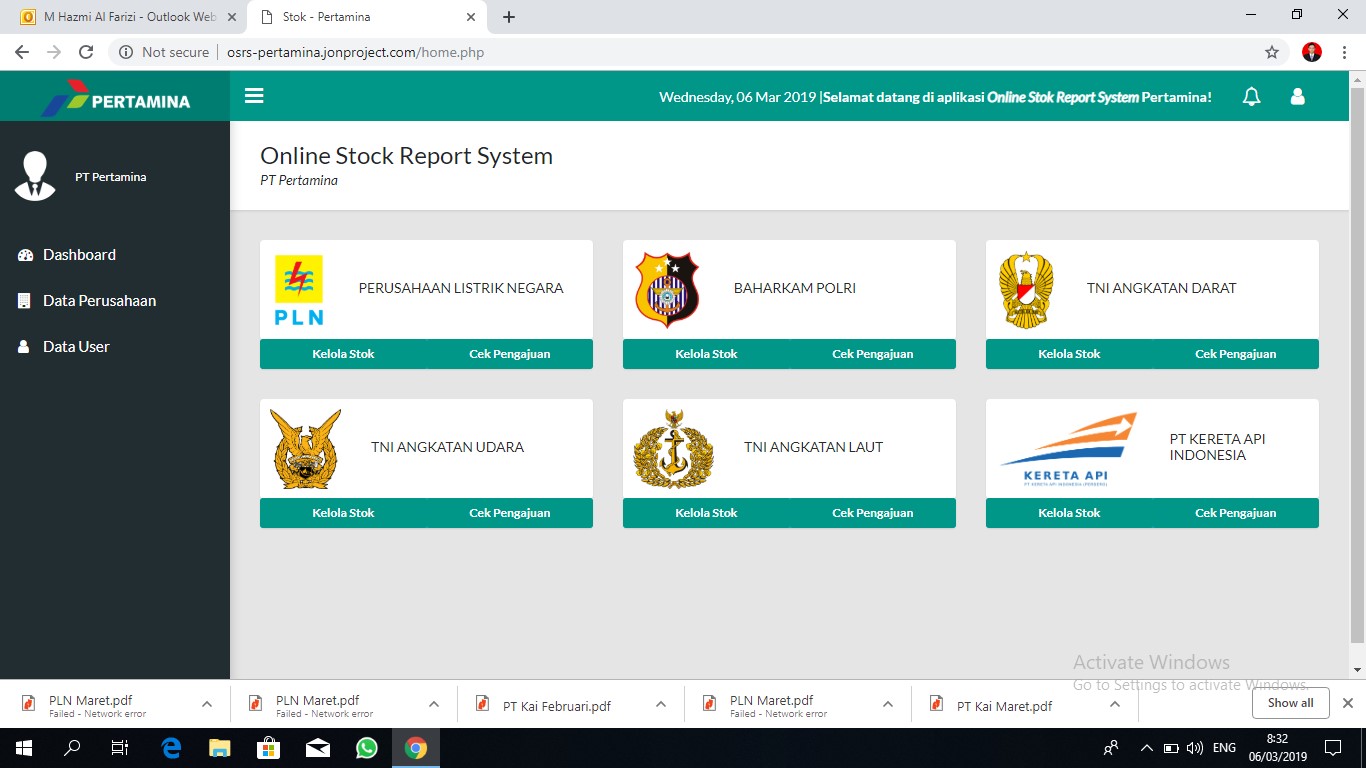 M Hazmi Al Farizi - Outlook Web
Stok - Pertamina
Not secure
osrs-pertamina.jonproject.com/home.php
PERTAMINA
Wednesday, 06 Mar 2019 |Selamat datang di aplikasi Online Stok Report System Pertamina!
PT Pertamina
Dashboard
Data Perusahaan
Data User
Online Stock Report System
PT Pertamina
PLN
PERUSAHAAN LISTRIK NEGARA
Kelola Stok
Cek Pengajuan
BAHARKAM POLRI
Kelola Stok
Cek Pengajuan
TNI ANGKATAN DARAT
Kelola Stok
Cek Pengajuan
TNI ANGKATAN UDARA
Kelola Stok
Cek Pengajuan
TNI ANGKATAN LAUT
Kelola Stok
Cek Pengajuan
KERETA API
PT KERETA API INDONESIA (PERSERO)
PT KERETA API
INDONESIA
Kelola Stok
Cek Pengajuan
Activate Windows
Go to Settings to activate Windows.
PLN Maret.pdf
Failed - Network error
PLN Maret.pdf
Failed - Network error
PT Kai Februari.pdf
PLN Maret.pdf
Failed - Network error
PT Kai Maret.pdf
Show all
ENG
8:32
06/03/2019